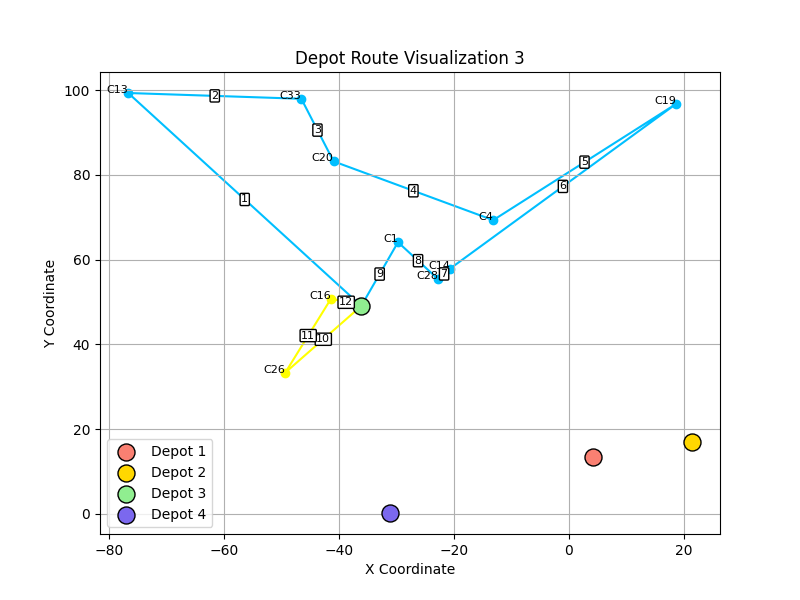 Depot Route Visualization 3
100
80
60
40
20
0
−80
−60
−40
−20
0
20
Y Coordinate
X Coordinate
C13
2
C33
C19
3
C20
5
4
6
1
C4
C1
8
C14
9
7
C28
C16
12
11
10
C26
Depot 1
Depot 2
Depot 3
Depot 4